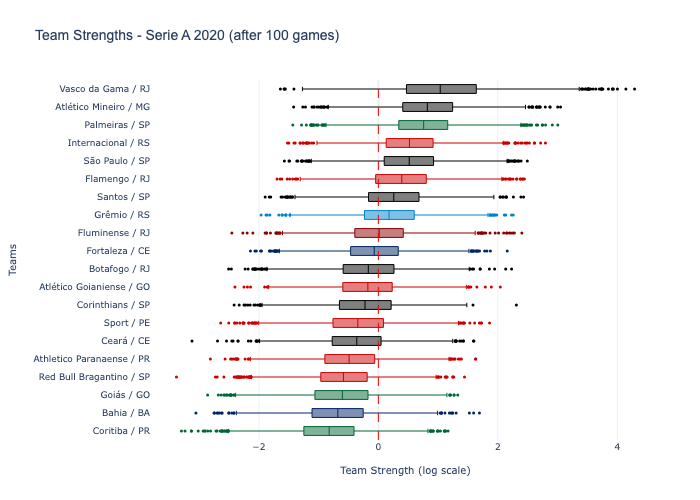 Team Strengths - Serie A 2020 (after 100 games)
Vasco da Gama / RJ
Atlético Mineiro / MG
Palmeiras / SP
Internacional / RS
São Paulo / SP
Flamengo / RJ
Santos / SP
Grêmio / RS
Fluminense / RJ
Fortaleza / CE
Botafogo / RJ
Atlético Goianiense / GO
Corinthians / SP
Sport / PE
Ceará / CE
Athletico Paranaense / PR
Red Bull Bragantino / SP
Goiás / GO
Bahia / BA
Coritiba / PR
Teams
−2
0
2
4
Team Strength (log scale)